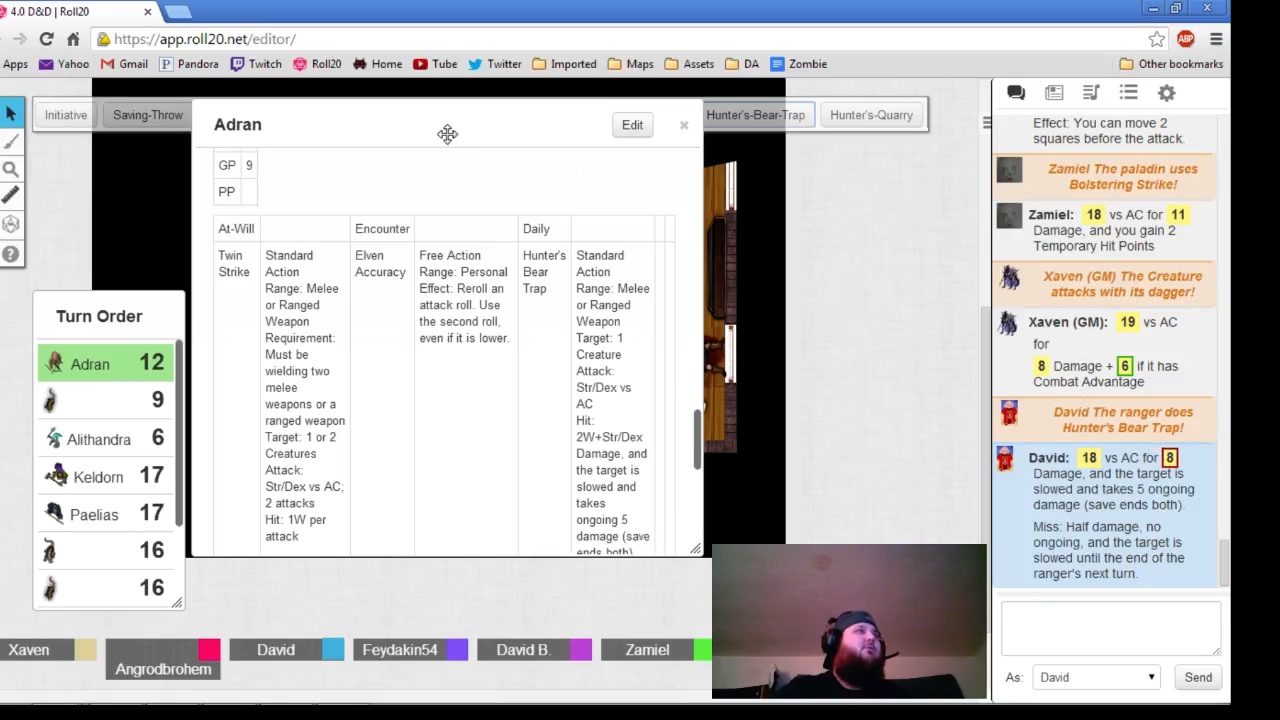 4.0 D&D | Roll20
https://app.roll20.net/editor/
ABP
Apps Yahoo Gmail Pandora Twitch Roll20 Home Tube Twitter Imported Maps Assets DA Zombie Other bookmarks
Initiative Saving-Throw Hunter's-Bear-Trap Hunter's-Quarry
Adran Edit
GP 9
PP
At-Will Encounter Daily
Twin
Strike
Standard
Action
Range: Melee
or Ranged
Weapon
Requirement:
Must be
wielding two
melee
weapons or a
ranged weapon
Target: 1 or 2
Creatures
Attack:
Str/Dex vs AC;
2 attacks
Hit: 1W per
attack
Elven
Accuracy
Free Action
Range: Personal
Effect: Reroll an
attack roll. Use
the second roll,
even if it is lower.
Hunter's
Bear
Trap
Standard
Action
Range: Melee
or Ranged
Weapon
Target: 1
Creature
Attack:
Str/Dex vs
AC
Hit:
2W+Str/Dex
Damage, and
the target is
slowed and
takes
ongoing 5
damage (save
ends both)
Turn Order
Adran 12
9
Alithandra 6
Keldorn 17
Paelias 17
16
16
Xaven
Angrodbrohem
David
Feydakin54
David B.
Zamiel
Effect: You can move 2
squares before the attack.
Zamiel The paladin uses
Bolstering Strike!
Zamiel: 18 vs AC for 11
Damage, and you gain 2
Temporary Hit Points
Xaven (GM) The Creature
attacks with its dagger!
Xaven (GM): 19 vs AC
for
8 Damage + 6 if it has
Combat Advantage
David The ranger does
Hunter's Bear Trap!
David: 18 vs AC for 8
Damage, and the target is
slowed and takes 5 ongoing
damage (save ends both).
Miss: Half damage, no
ongoing, and the target is
slowed until the end of the
ranger's next turn.
As: David Send